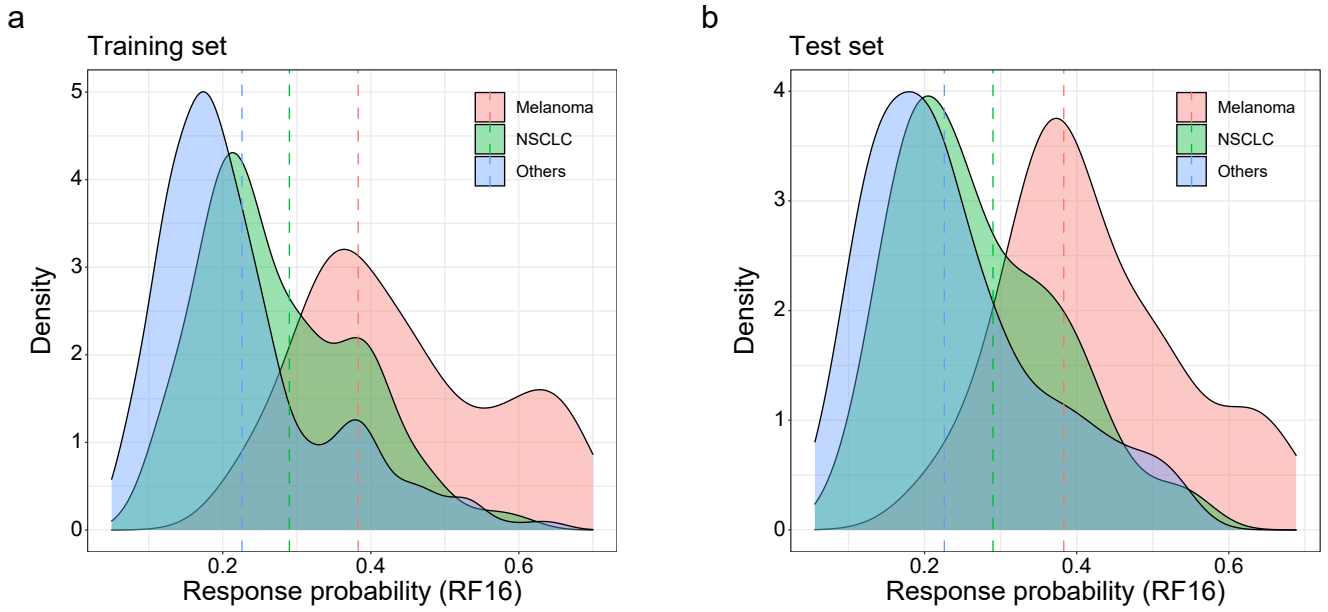 a
Training set
5
4
3
2
1
0
Density
Melanoma
NSCLC
Others
0.2
0.4
0.6
Response probability (RF16)
b
Test set
4
3
2
1
0
Density
Melanoma
NSCLC
Others
0.2
0.4
0.6
Response probability (RF16)